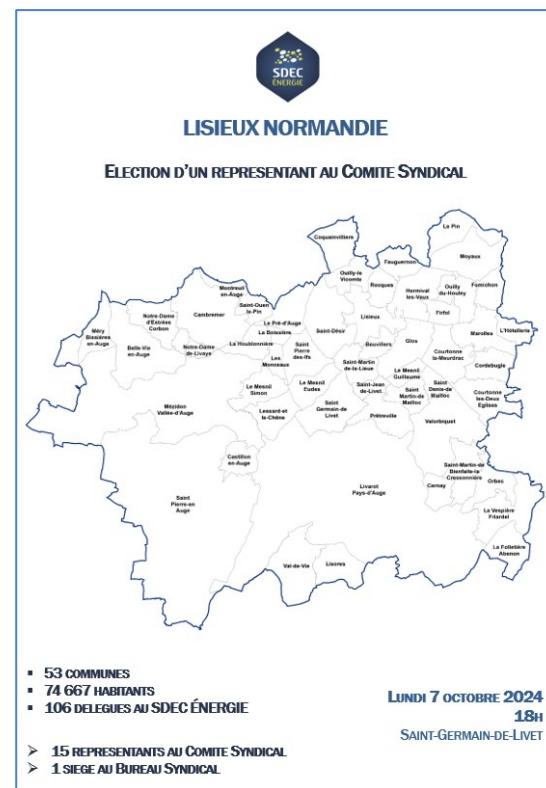 SDEC
ÉNERGIE
LISIEUX NORMANDIE
ELECTION D'UN REPRESENTANT AU COMITE SYNDICAL
Le Pin
Coquainvilliers
Moyaux
Fauguernon
Ouilly-le
Vicomte
Rocques
Hermival
les-Vaux
Ouilly
du-Houley
Fumichon
Montreuil
en-Auge
Saint-Ouen
le-Pin
Notre-Dame
d'Estrées
Corbon
Cambremer
Le Pré-d'Auge
Lisieux
Firfol
Méry
Bissières
en-Auge
La Boissière
Saint-Désir
Marolles
L'Hôtellerie
Belle-Vie
en-Auge
Notre-Dame
de-Livaye
La Houblonnière
Saint
Pierre
des-Ifs
Beuvillers
Glos
Courtonne
la-Meurdrac
Les
Monceaux
Saint-Martin
de-la-Lieue
Le Mesnil
Guillaume
Cordebugle
Le Mesnil
Simon
Le Mesnil
Eudes
Saint-Jean
de-Livet
Saint
Martin-de
Mailloc
Saint
Denis-de
Mailloc
Courtonne
les-Deux
Eglises
Mézidon
Vallée-d'Auge
Lessard-et
le-Chêne
Saint
Germain-de
Livet
Prêtreville
Valorbiquet
Castillon
en-Auge
Saint-Martin-de
Bienfaite-la
Cressonnière
Saint
Pierre-en
Auge
Livarot
Pays-d'Auge
Cernay
Orbec
La Vespière
Friardel
La Folletière
Abenon
Val-de-Vie
Lisores
▪ 53 COMMUNES
▪ 74 667 HABITANTS
▪ 106 DELEGUES AU SDEC ÉNERGIE
➢ 15 REPRESENTANTS AU COMITE SYNDICAL
➢ 1 SIEGE AU BUREAU SYNDICAL
LUNDI 7 OCTOBRE 2024
18H
SAINT-GERMAIN-DE-LIVET